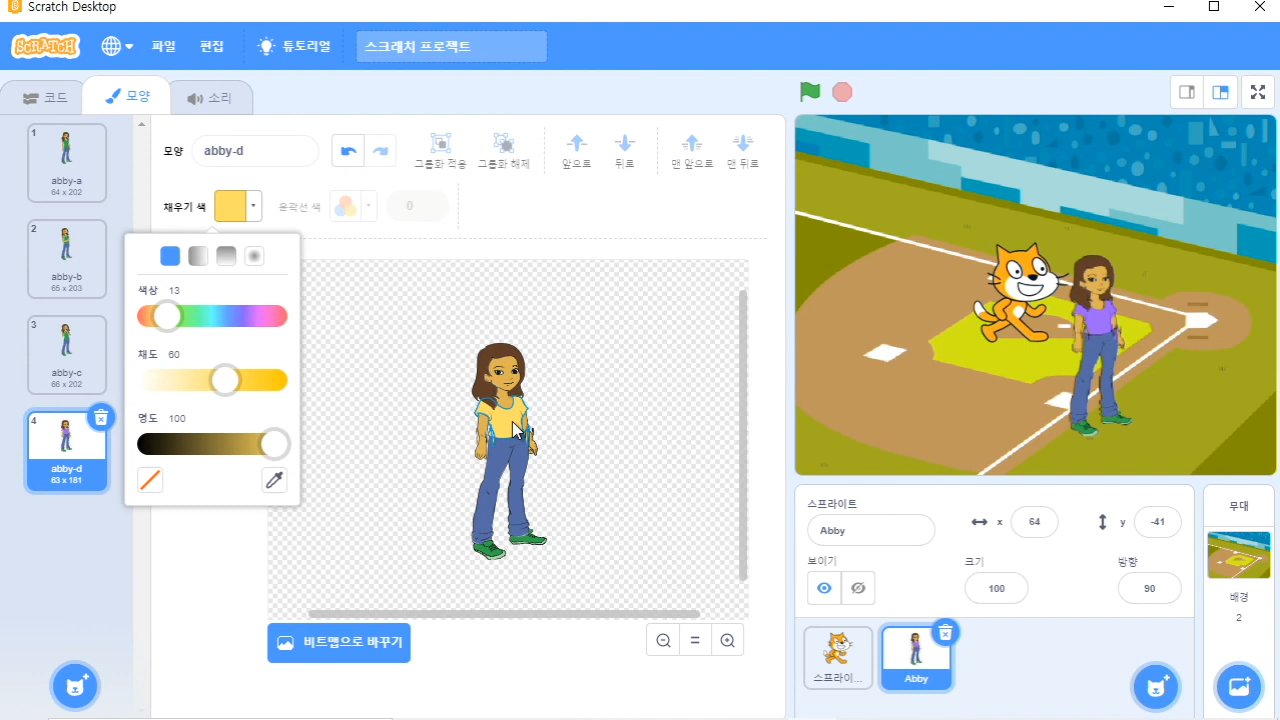 Scratch Desktop
SCRATCH
파일
편집
튜토리얼
스크래치 프로젝트
코드
모양
소리
1
abby-a
64 x 202
2
abby-b
65 x 203
3
abby-c
66 x 202
4
abby-d
63 x 181
모양
abby-d
그룹화 적용
그룹화 해제
앞으로
뒤로
맨 앞으로
맨 뒤로
채우기 색
윤곽선 색
0
색상 13
채도 60
명도 100
비트맵으로 바꾸기
스프라이트
Abby
x 64
y -41
보이기
크기
100
방향
90
스프라이...
Abby
무대
배경
2